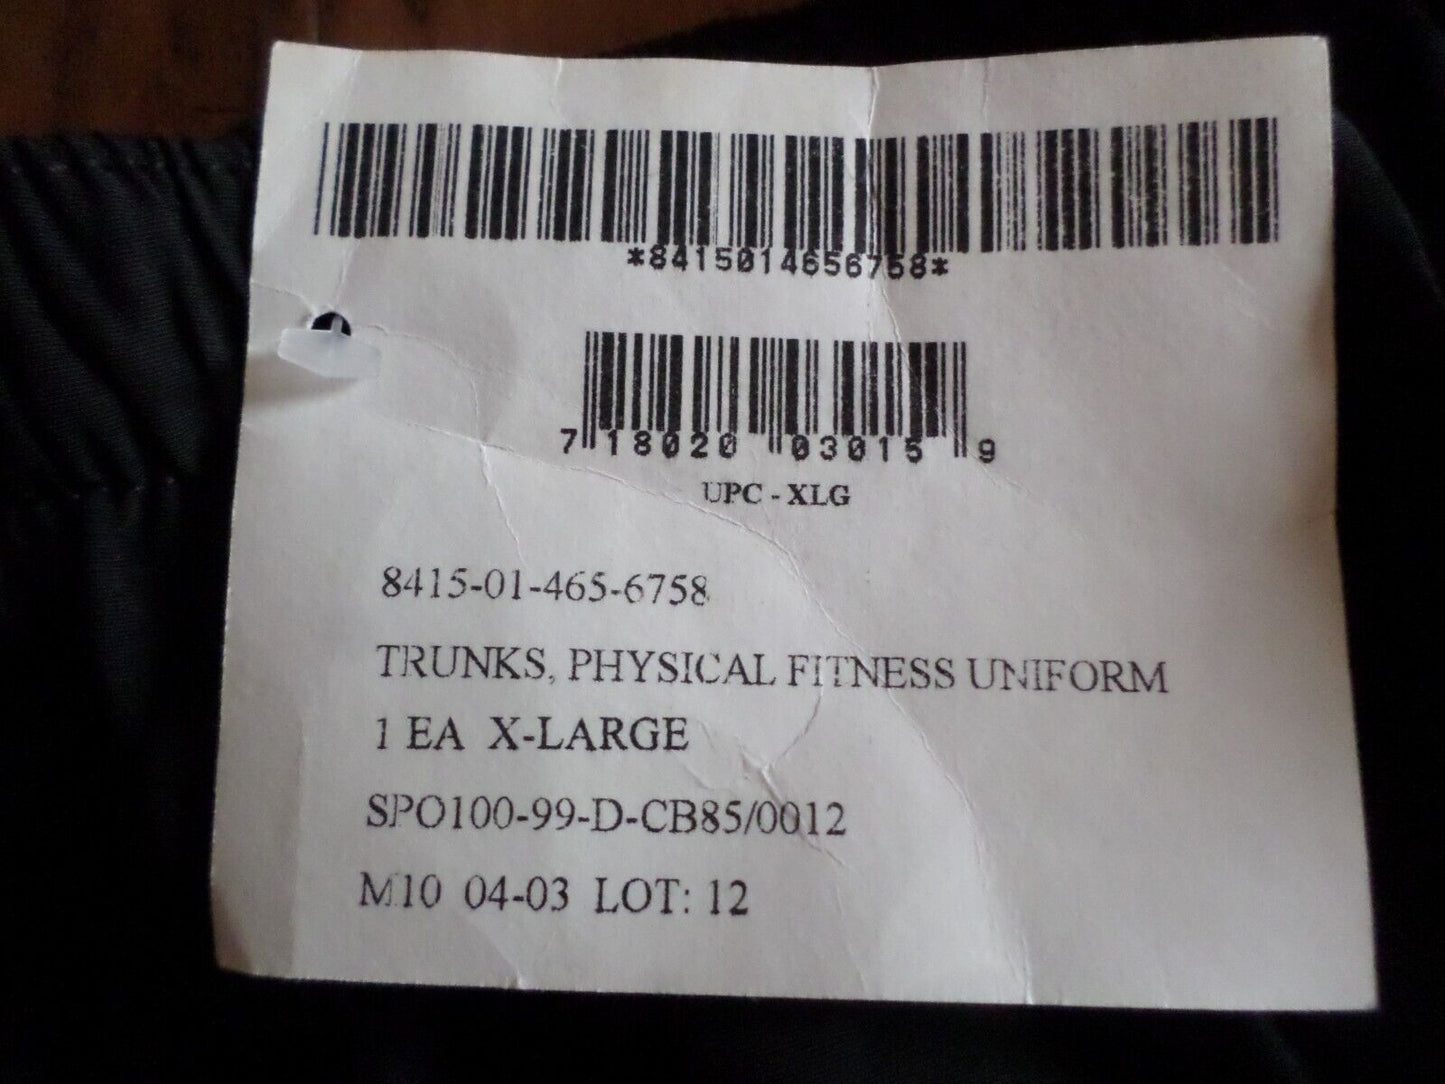 *8415014656758*
7 18020 03015 9
UPC - XLG
8415-01-465-6758
TRUNKS, PHYSICAL FITNESS UNIFORM
1 EA X-LARGE
SPO100-99-D-CB85/0012
M10 04-03 LOT: 12